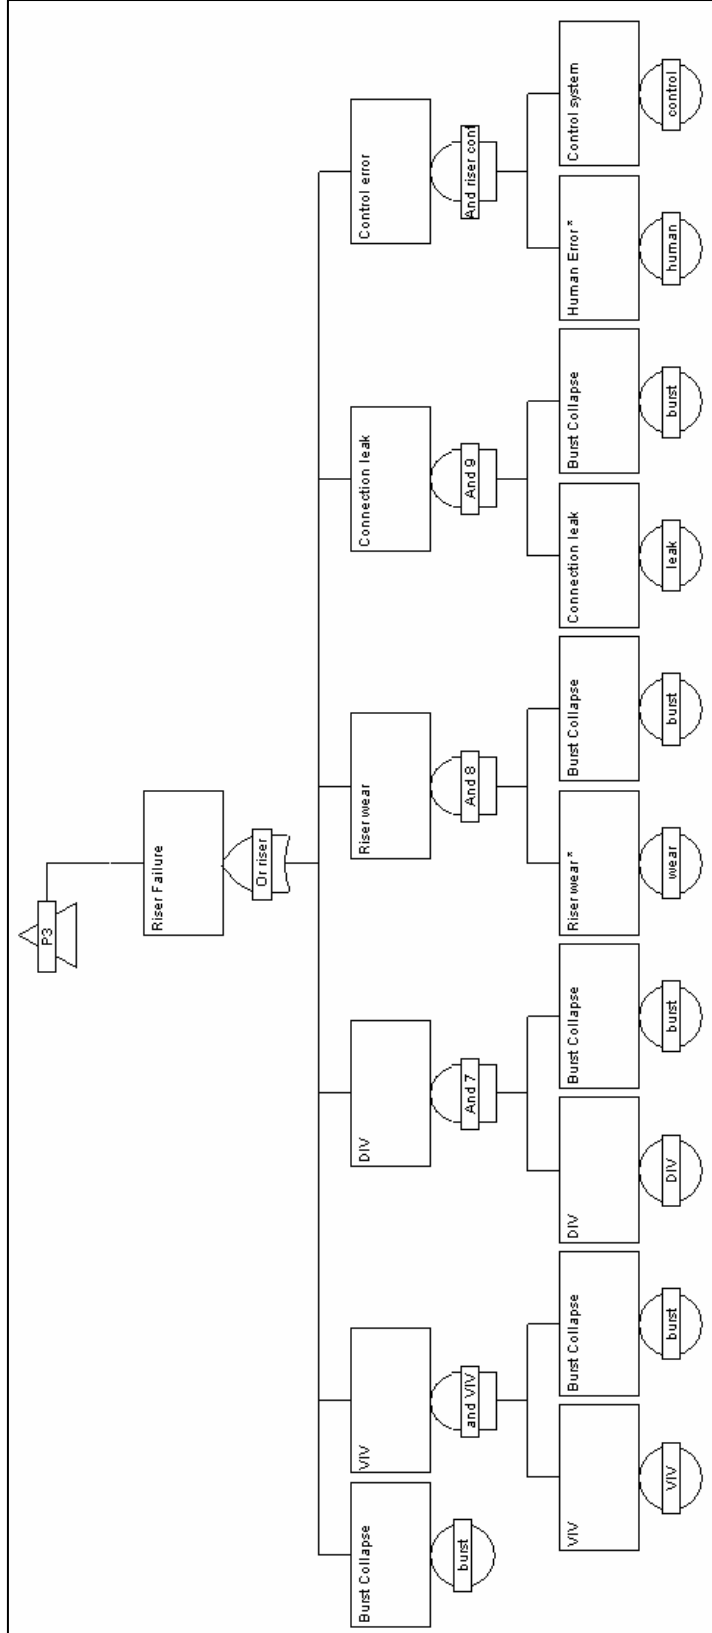 P3
Riser Failure
Or riser
Burst Collapse
VIV
DIV
Riser wear
Connection leak
Control error
burst
and VIV
And 7
And 8
And 9
And riser cont
VIV
Burst Collapse
DIV
Burst Collapse
Riser wear*
Burst Collapse
Connection leak
Burst Collapse
Human Error*
Control system
VIV
burst
DIV
burst
wear
burst
leak
burst
human
control